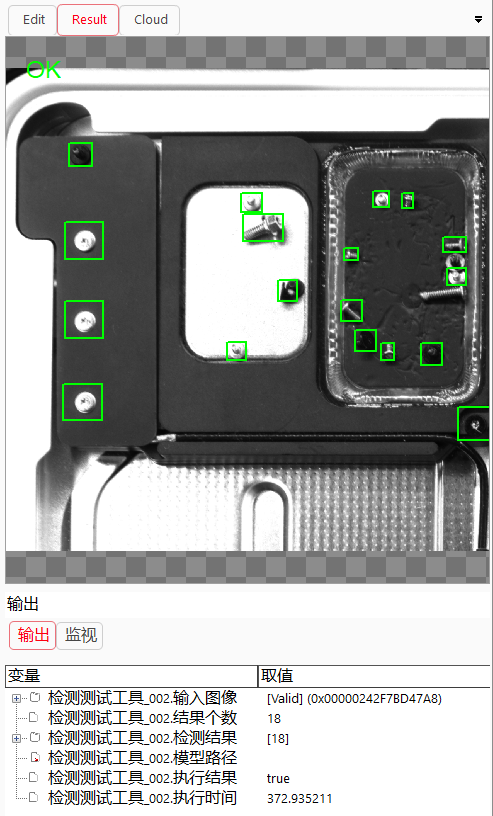 Edit Result Cloud
OK
输出
输出 监视
变量 取值
检测测试工具_002.输入图像 [Valid] (0x00000242F7BD47A8)
检测测试工具_002.结果个数 18
检测测试工具_002.检测结果 [18]
检测测试工具_002.模型路径
检测测试工具_002.执行结果 true
检测测试工具_002.执行时间 372.935211